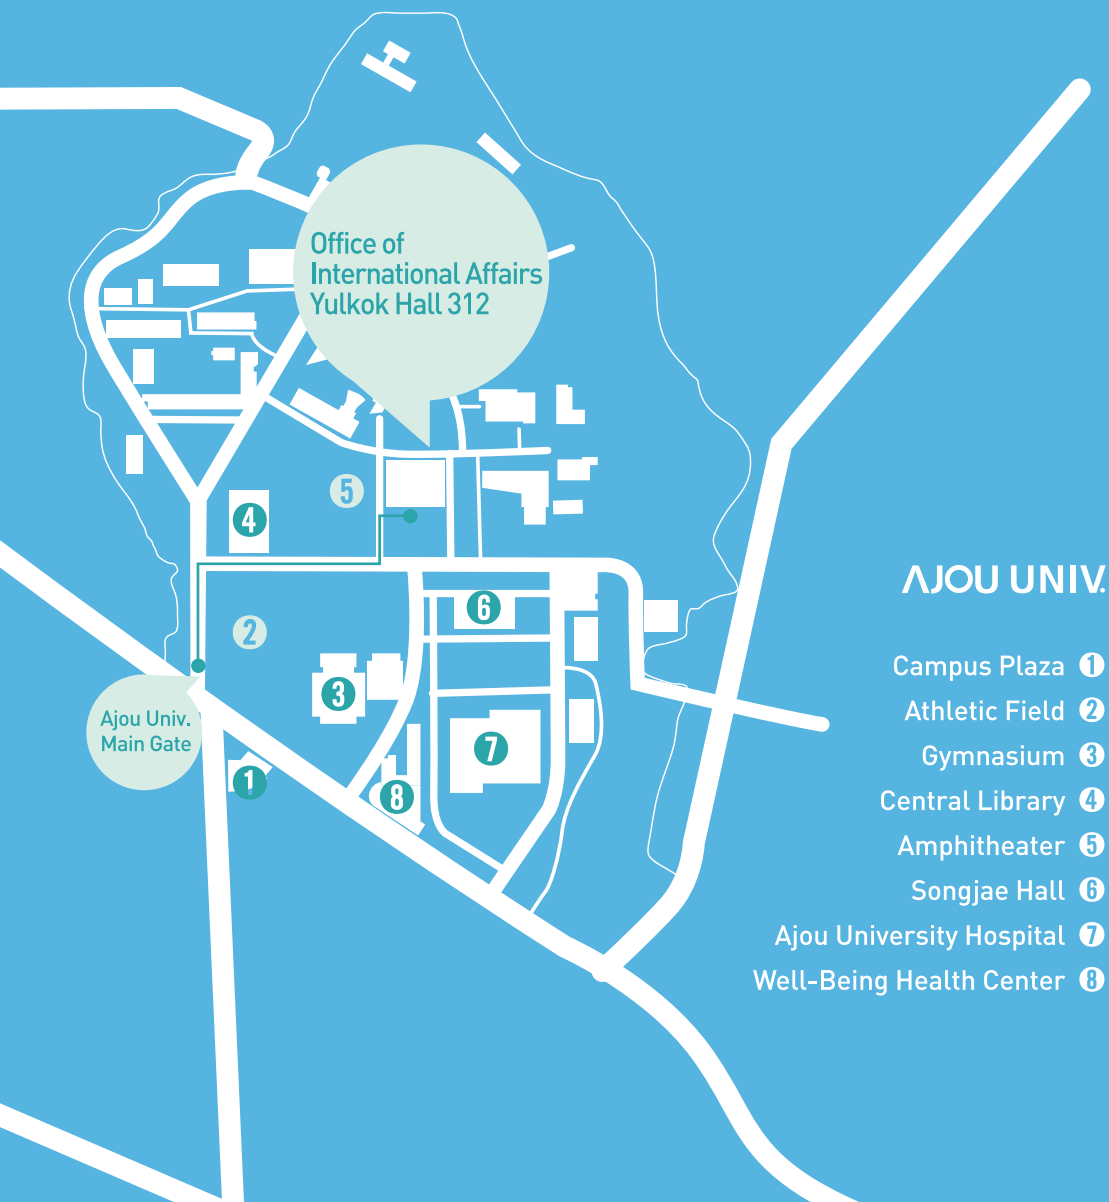 Office of
International Affairs
Yulkok Hall 312
5
4
6
AJOU UNIV.
2
Campus Plaza 1
3
Athletic Field 2
Ajou Univ.
Main Gate
7
Gymnasium 3
1
8
Central Library 4
Amphitheater 5
Songjae Hall 6
Ajou University Hospital 7
Well-Being Health Center 8